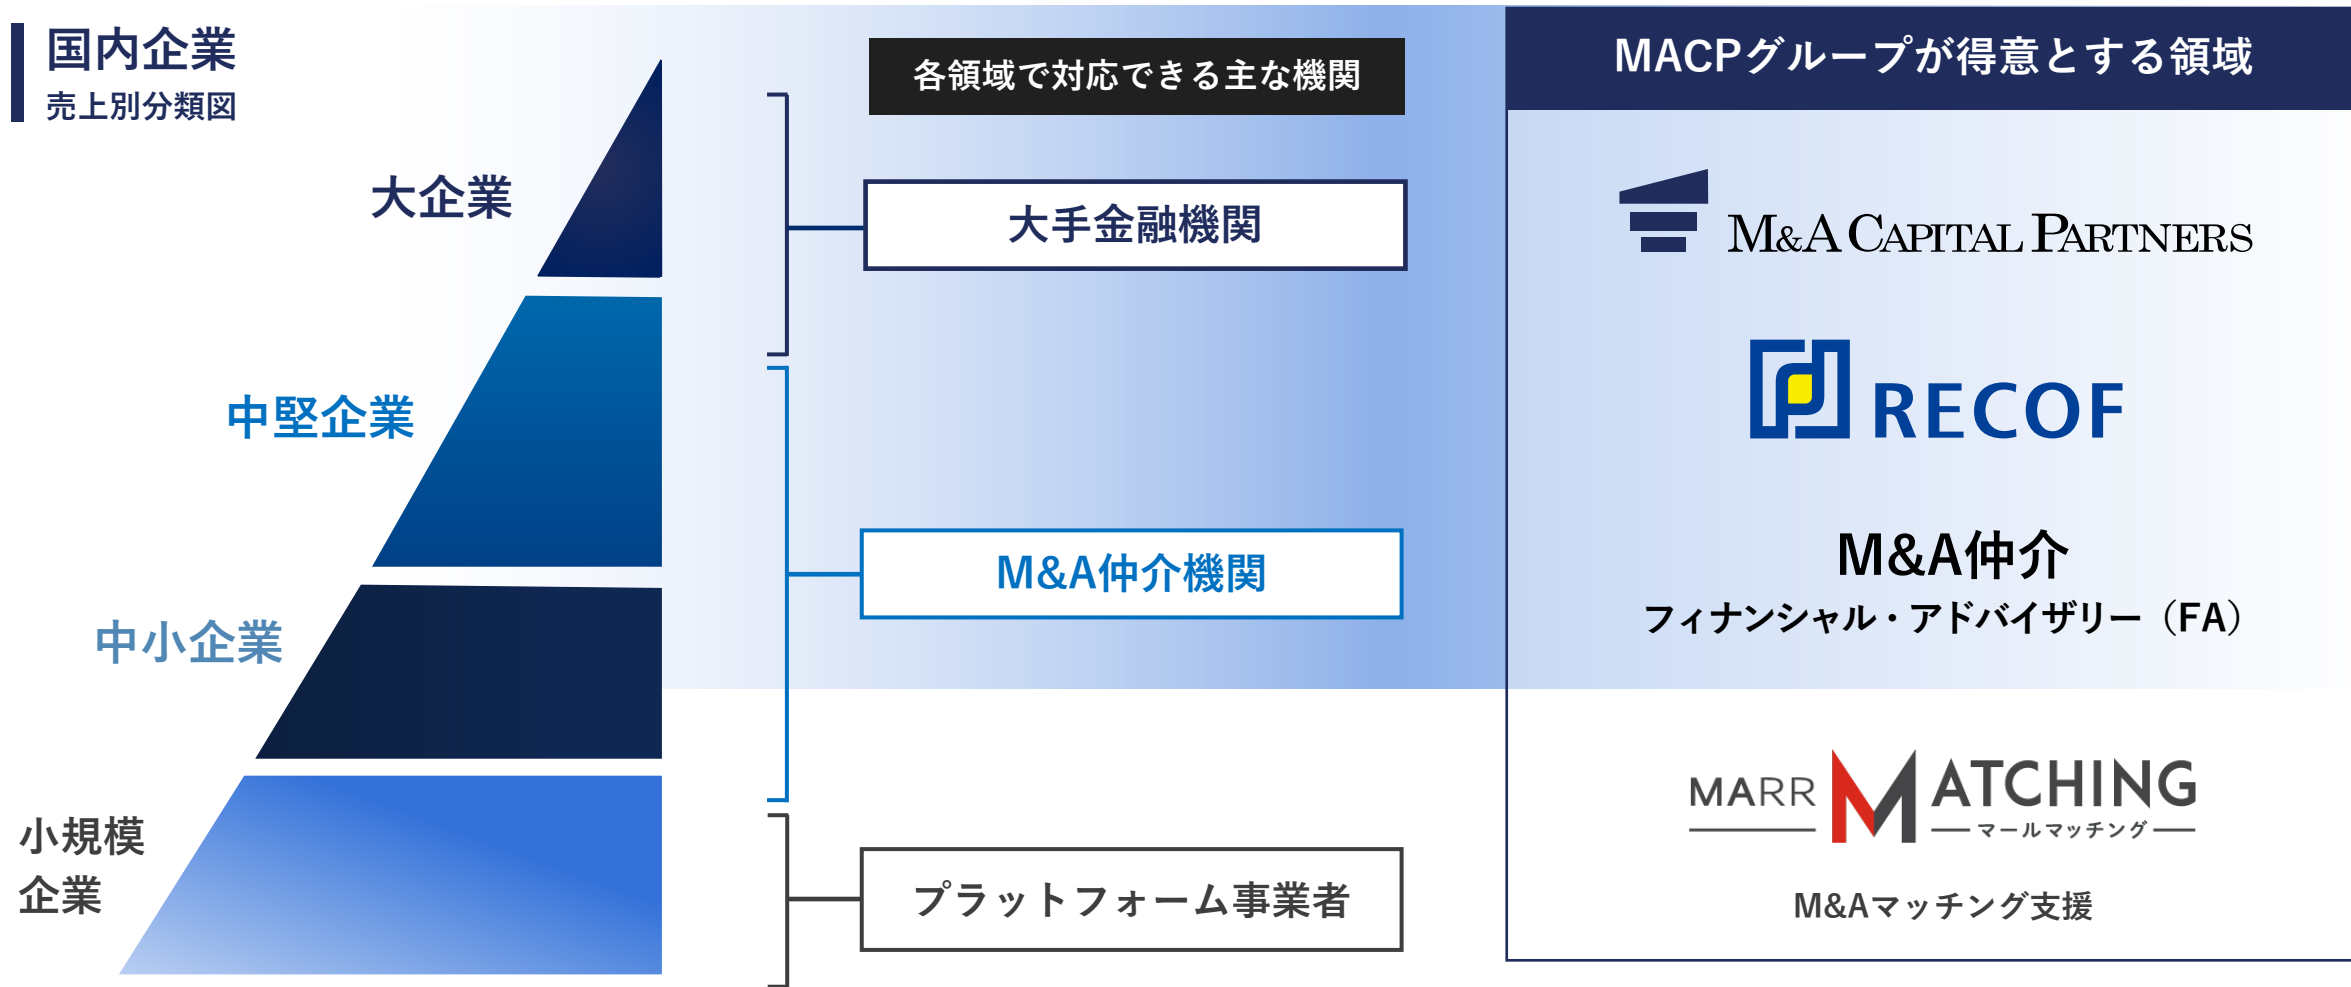 国内企業
売上別分類図
大企業
中堅企業
中小企業
小規模
企業
各領域で対応できる主な機関
大手金融機関
M&A仲介機関
プラットフォーム事業者
MACPグループが得意とする領域
M&A CAPITAL PARTNERS
RECOF
M&A仲介
フィナンシャル・アドバイザリー（FA）
MARR MATCHING
マールマッチング
M&Aマッチング支援